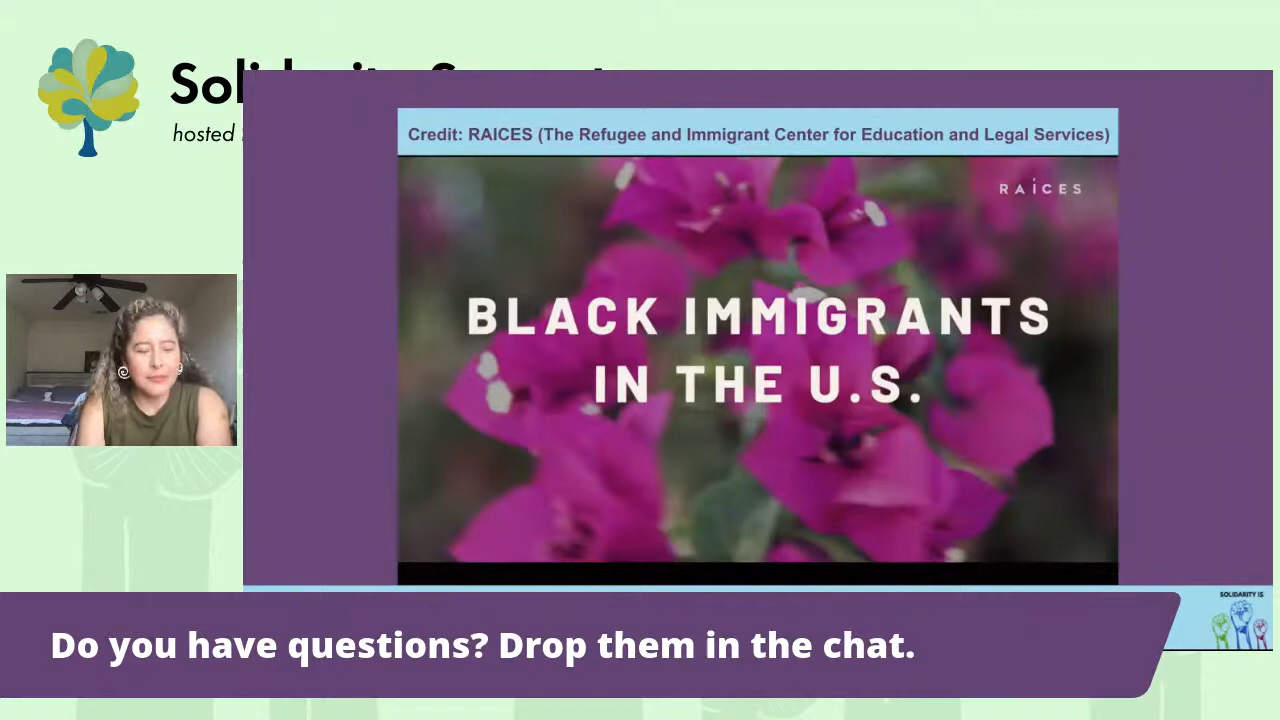 hosted
Credit: RAICES (The Refugee and Immigrant Center for Education and Legal Services)
RAÍCES
BLACK IMMIGRANTS
IN THE U.S.
SOLIDARITY IS
Do you have questions? Drop them in the chat.